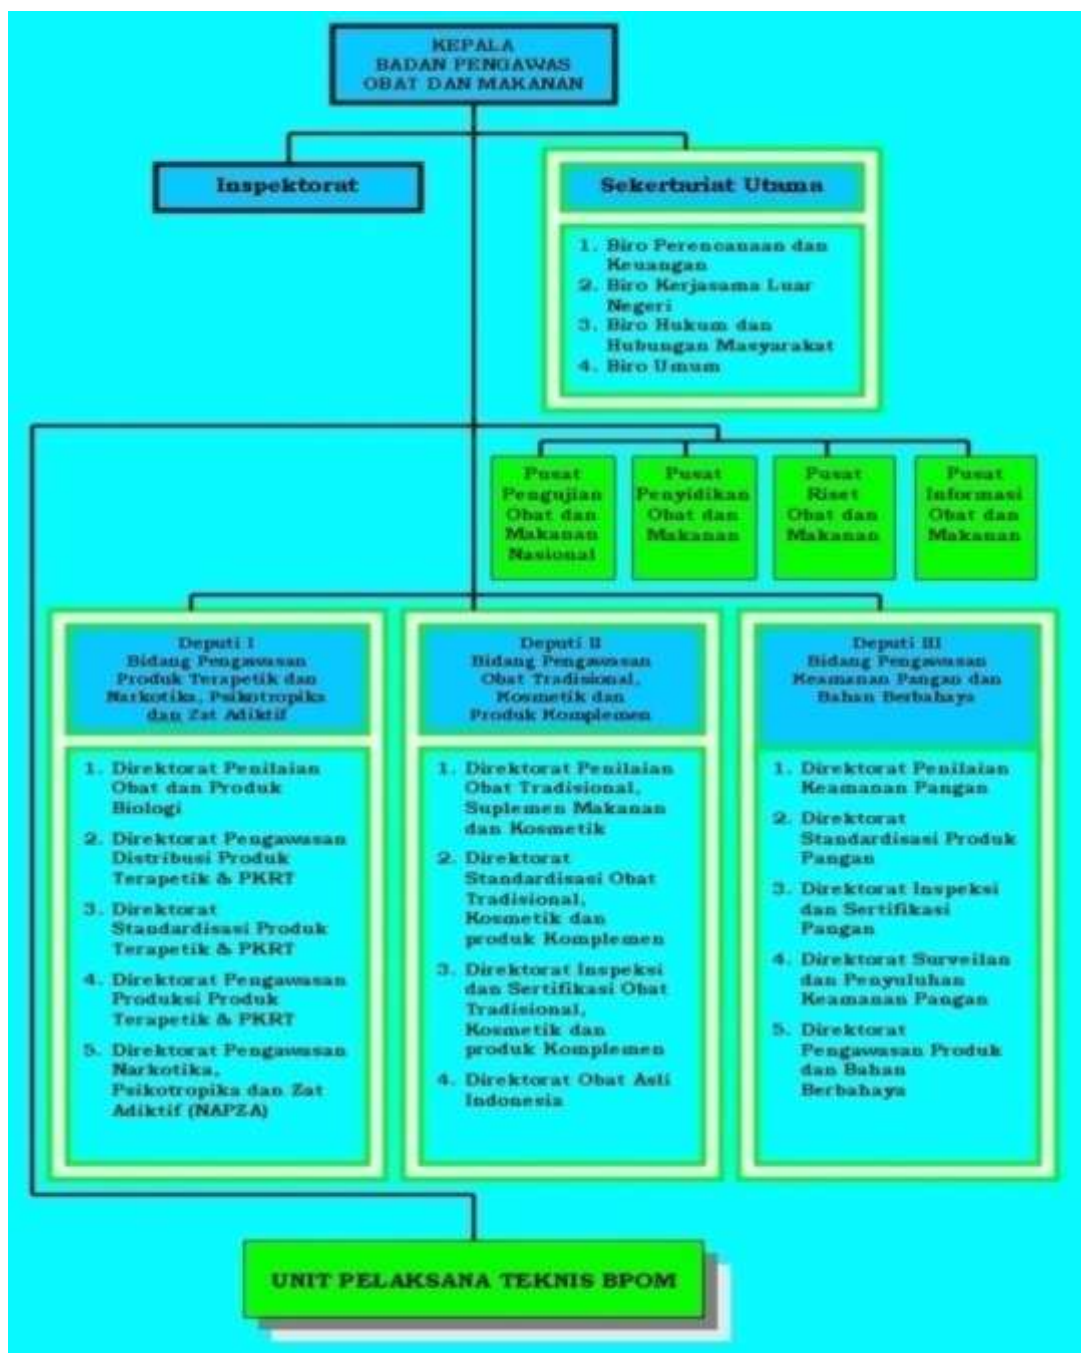 KEPALA
BADAN PENGAWAS
OBAT DAN MAKANAN
Inspektorat
Sekertariat Utama
1. Biro Perencanaan dan
Keuangan
2. Biro Kerjasama Luar
Negeri
3. Biro Hukum dan
Hubungan Masyarakat
4. Biro Umum
Pusat
Pengujian
Obat dan
Makanan
Nasional
Pusat
Penyidikan
Obat dan
Makanan
Pusat
Riset
Obat dan
Makanan
Pusat
Informasi
Obat dan
Makanan
Deputi I
Bidang Pengawasan
Produk Terapetik dan
Narkotika, Psikotropika
dan Zat Adiktif
1. Direktorat Penilaian
Obat dan Produk
Biologi
2. Direktorat Pengawasan
Distribusi Produk
Terapetik & PKRT
3. Direktorat
Standardisasi Produk
Terapetik & PKRT
4. Direktorat Pengawasan
Produksi Produk
Terapetik & PKRT
5. Direktorat Pengawasan
Narkotika,
Psikotropika dan Zat
Adiktif (NAPZA)
Deputi II
Bidang Pengawasan
Obat Tradisional,
Kosmetik dan
Produk Komplemen
1. Direktorat Penilaian
Obat Tradisional,
Suplemen Makanan
dan Kosmetik
2. Direktorat
Standardisasi Obat
Tradisional,
Kosmetik dan
produk Komplemen
3. Direktorat Inspeksi
dan Sertifikasi Obat
Tradisional,
Kosmetik dan
produk Komplemen
4. Direktorat Obat Asli
Indonesia
Deputi III
Bidang Pengawasan
Keamanan Pangan dan
Bahan Berbahaya
1. Direktorat Penilaian
Keamanan Pangan
2. Direktorat
Standardisasi Produk
Pangan
3. Direktorat Inspeksi
dan Sertifikasi
Pangan
4. Direktorat Surveilan
dan Penyuluhan
Keamanan Pangan
5. Direktorat
Pengawasan Produk
dan Bahan
Berbahaya
UNIT PELAKSANA TEKNIS BPOM